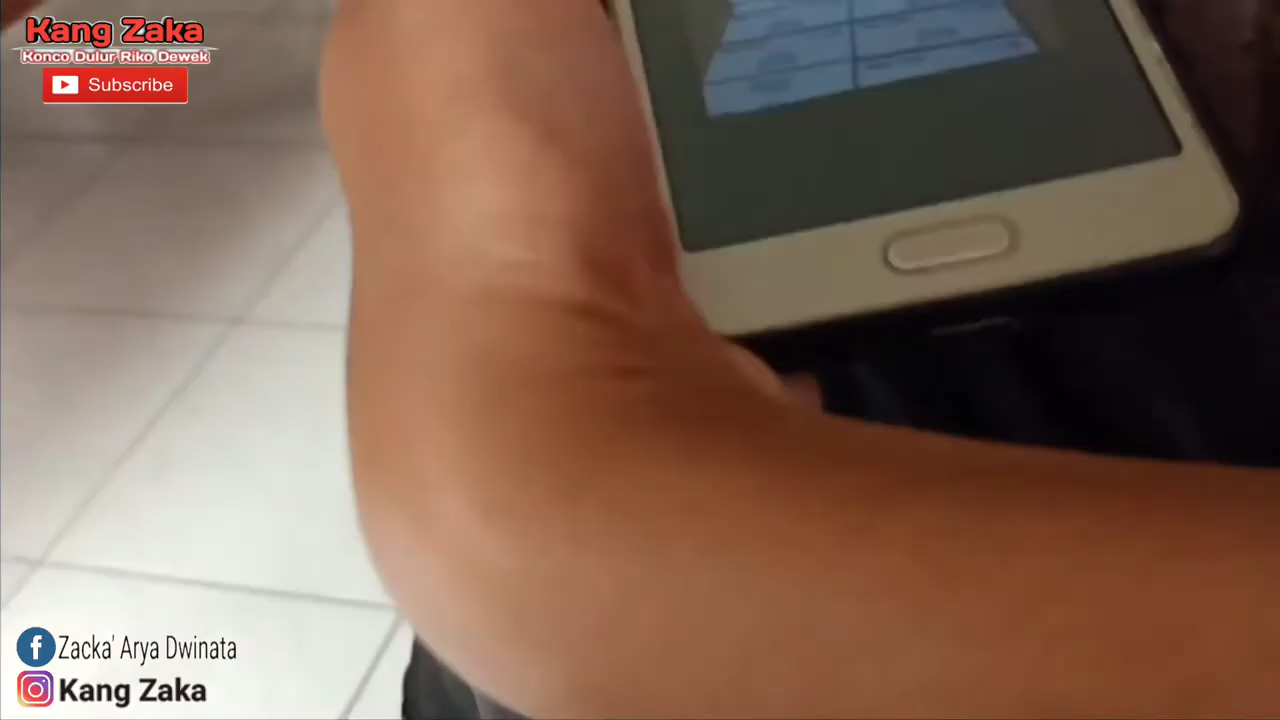 Kang Zaka
Konco Dulur Riko Dewek
Subscribe
Zacka' Arya Dwinata
Kang Zaka